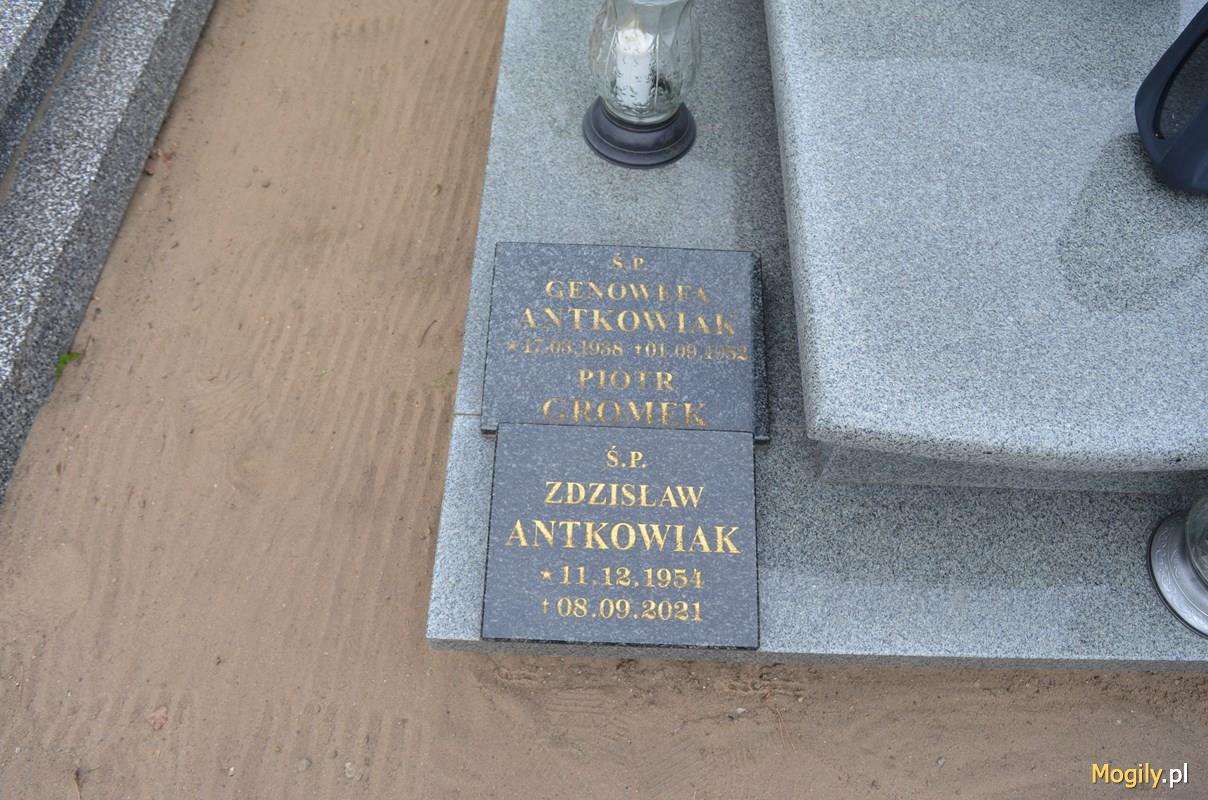 Ś.P.
GENOWEFA
ANTKOWIAK
★17.03.1938 †01.09.1952
PIOTR
GROMEK
Ś.P.
ZDZISŁAW
ANTKOWIAK
★11.12.1954
†08.09.2021
Mogily.pl